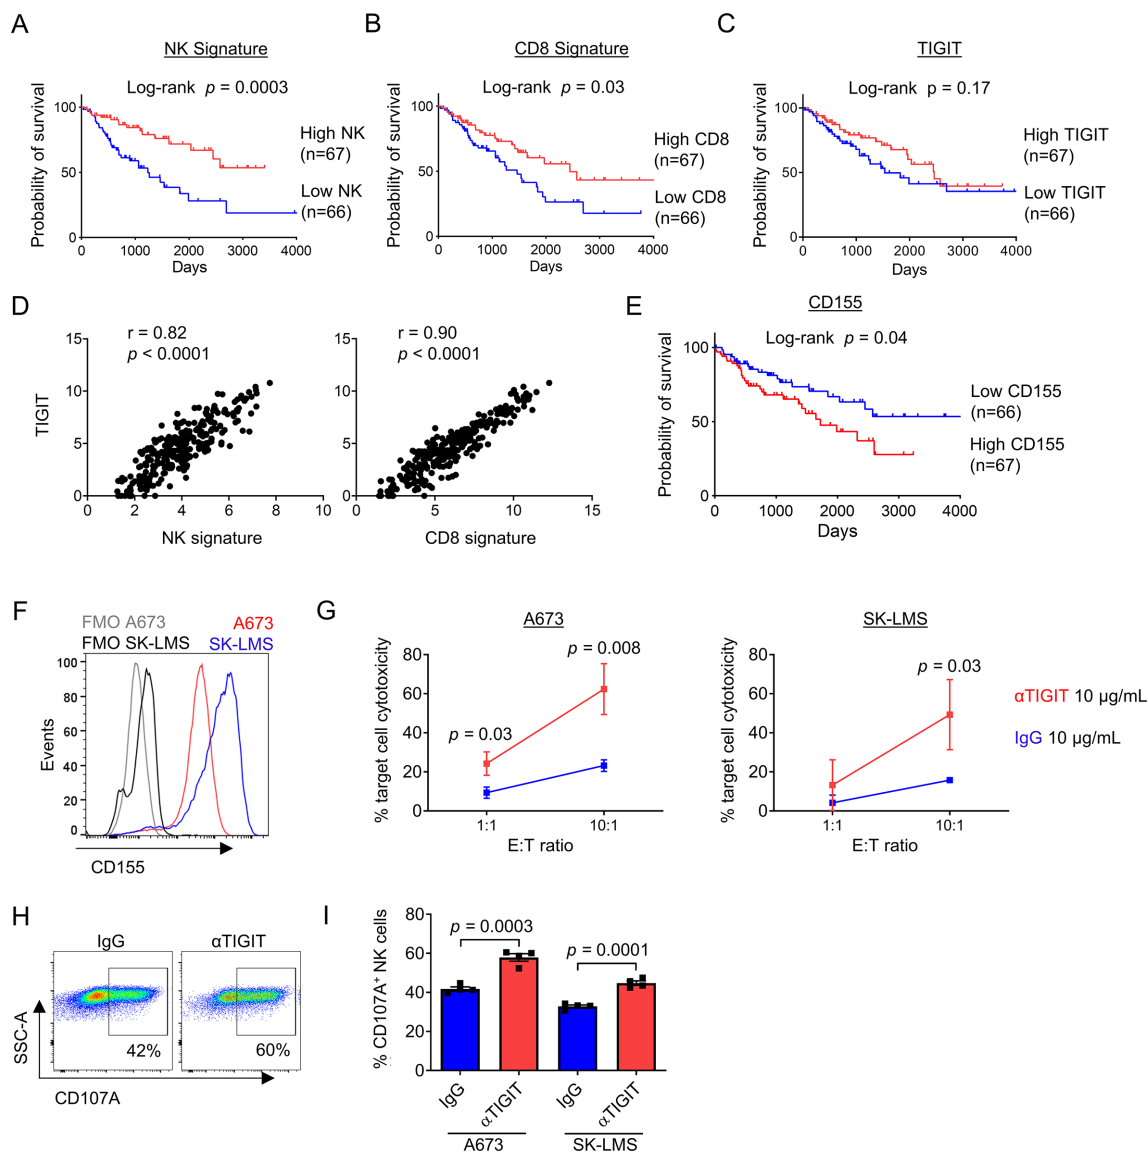 A
NK Signature
Log-rank p = 0.0003
Probability of survival
100
50
0
0 1000 2000 3000 4000
Days
High NK
(n=67)
Low NK
(n=66)
B
CD8 Signature
Log-rank p = 0.03
Probability of survival
100
50
0
0 1000 2000 3000 4000
Days
High CD8
(n=67)
Low CD8
(n=66)
C
TIGIT
Log-rank p = 0.17
Probability of survival
100
50
0
0 1000 2000 3000 4000
Days
High TIGIT
(n=67)
Low TIGIT
(n=66)
D
TIGIT
r = 0.82
p < 0.0001
15
10
5
0
0 2 4 6 8 10
NK signature
r = 0.90
p < 0.0001
15
10
5
0
0 5 10 15
CD8 signature
E
CD155
Log-rank p = 0.04
Probability of survival
100
50
0
0 1000 2000 3000 4000
Days
Low CD155
(n=66)
High CD155
(n=67)
F
FMO A673 A673
FMO SK-LMS SK-LMS
Events
100
80
60
40
20
0
CD155
G
A673
% target cell cytotoxicity
80
60
40
20
0
p = 0.03
p = 0.008
1:1 10:1
E:T ratio
SK-LMS
% target cell cytotoxicity
80
60
40
20
0
p = 0.03
1:1 10:1
E:T ratio
αTIGIT 10 µg/mL
IgG 10 µg/mL
H
IgG αTIGIT
SSC-A
42% 60%
CD107A
I
% CD107A+ NK cells
80
60
40
20
0
p = 0.0003
p = 0.0001
IgG
αTIGIT
IgG
αTIGIT
A673 SK-LMS